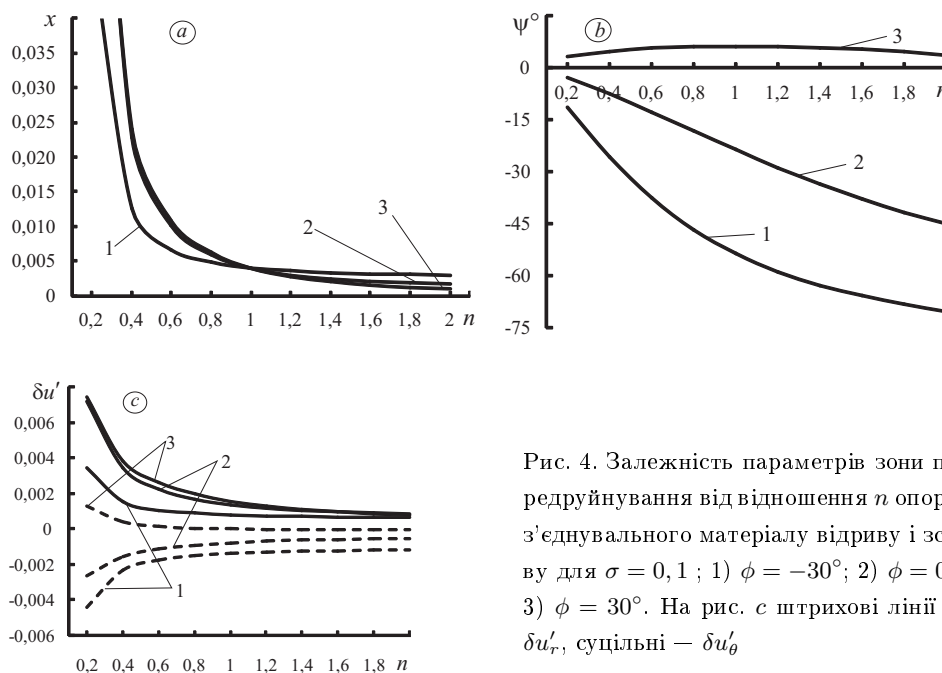 x
a
0,035
0,030
0,025
0,020
0,015
0,010
0,005
0
1
2
3
0,2 0,4 0,6 0,8 1 1,2 1,4 1,6 1,8 2 n
ψ°
b
3
0
0,2 0,4 0,6 0,8 1 1,2 1,4 1,6 1,8
-15
-30
-45
-60
-75
2
1
δu′
c
0,006
0,004
0,002
0
-0,002
-0,004
-0,006
3
2
1
0,2 0,4 0,6 0,8 1 1,2 1,4 1,6 n
Рис. 4. Залежність параметрів зони п
редруйнування від відношення n опор
з'єднувального матеріалу відриву і зс
ву для σ = 0, 1 ; 1) ϕ = −30°; 2) ϕ = 0
3) ϕ = 30°. На рис. c штрихові лінії
δu′r, суцільні — δu′θ